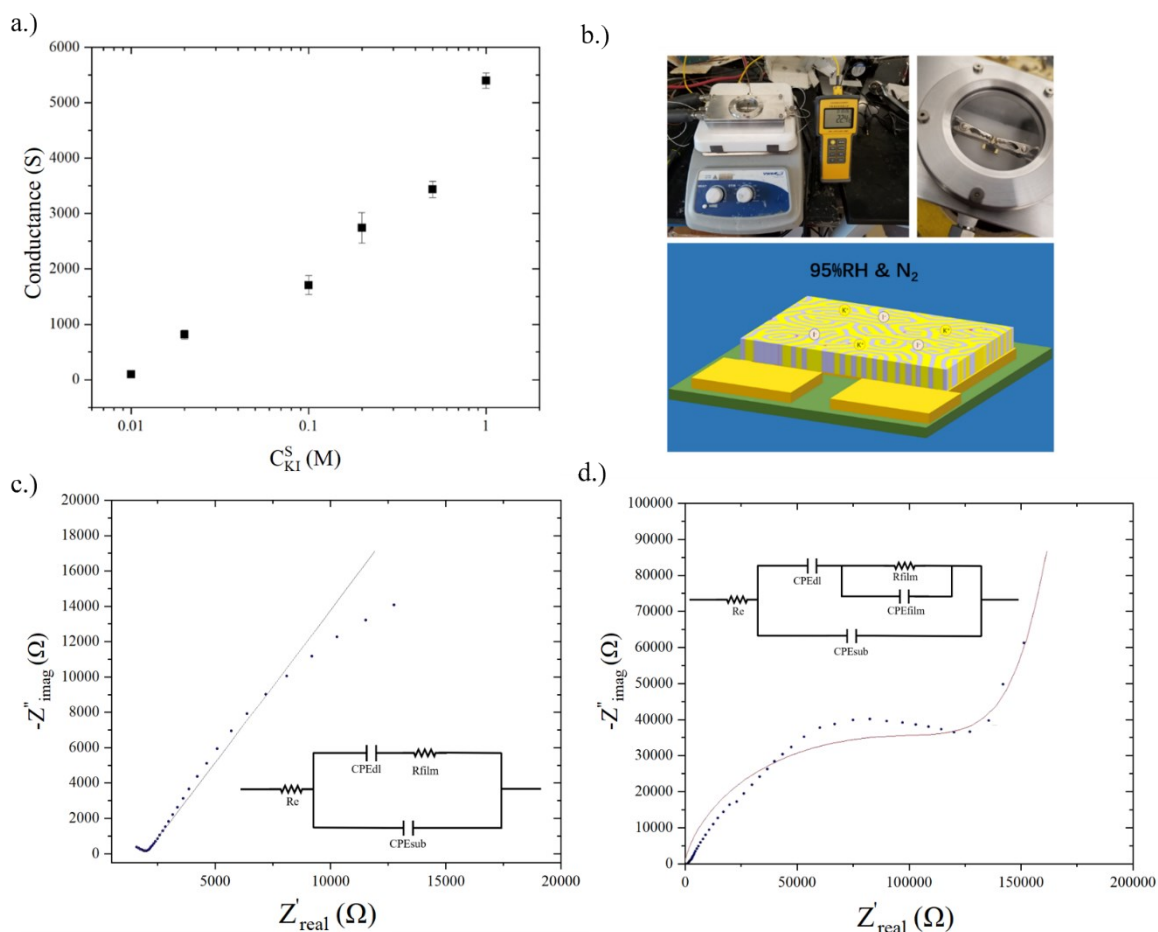 a.)
6000
5000
4000
3000
2000
1000
0
Conductance (S)
0.01
0.1
1
C_KI^S (M)
b.)
95%RH & N₂
K⁺
I⁻
K⁺
I⁻
I⁻
K⁺
c.)
20000
18000
16000
14000
12000
10000
8000
6000
4000
2000
0
-Z''imag (Ω)
CPEdl
Rfilm
Re
CPEsub
5000
10000
15000
20000
Z'real (Ω)
d.)
100000
90000
80000
70000
60000
50000
40000
30000
20000
10000
0
-Z''imag (Ω)
CPEdl
Rfilm
CPEfilm
Re
CPEsub
0
50000
100000
150000
200000
Z'real (Ω)